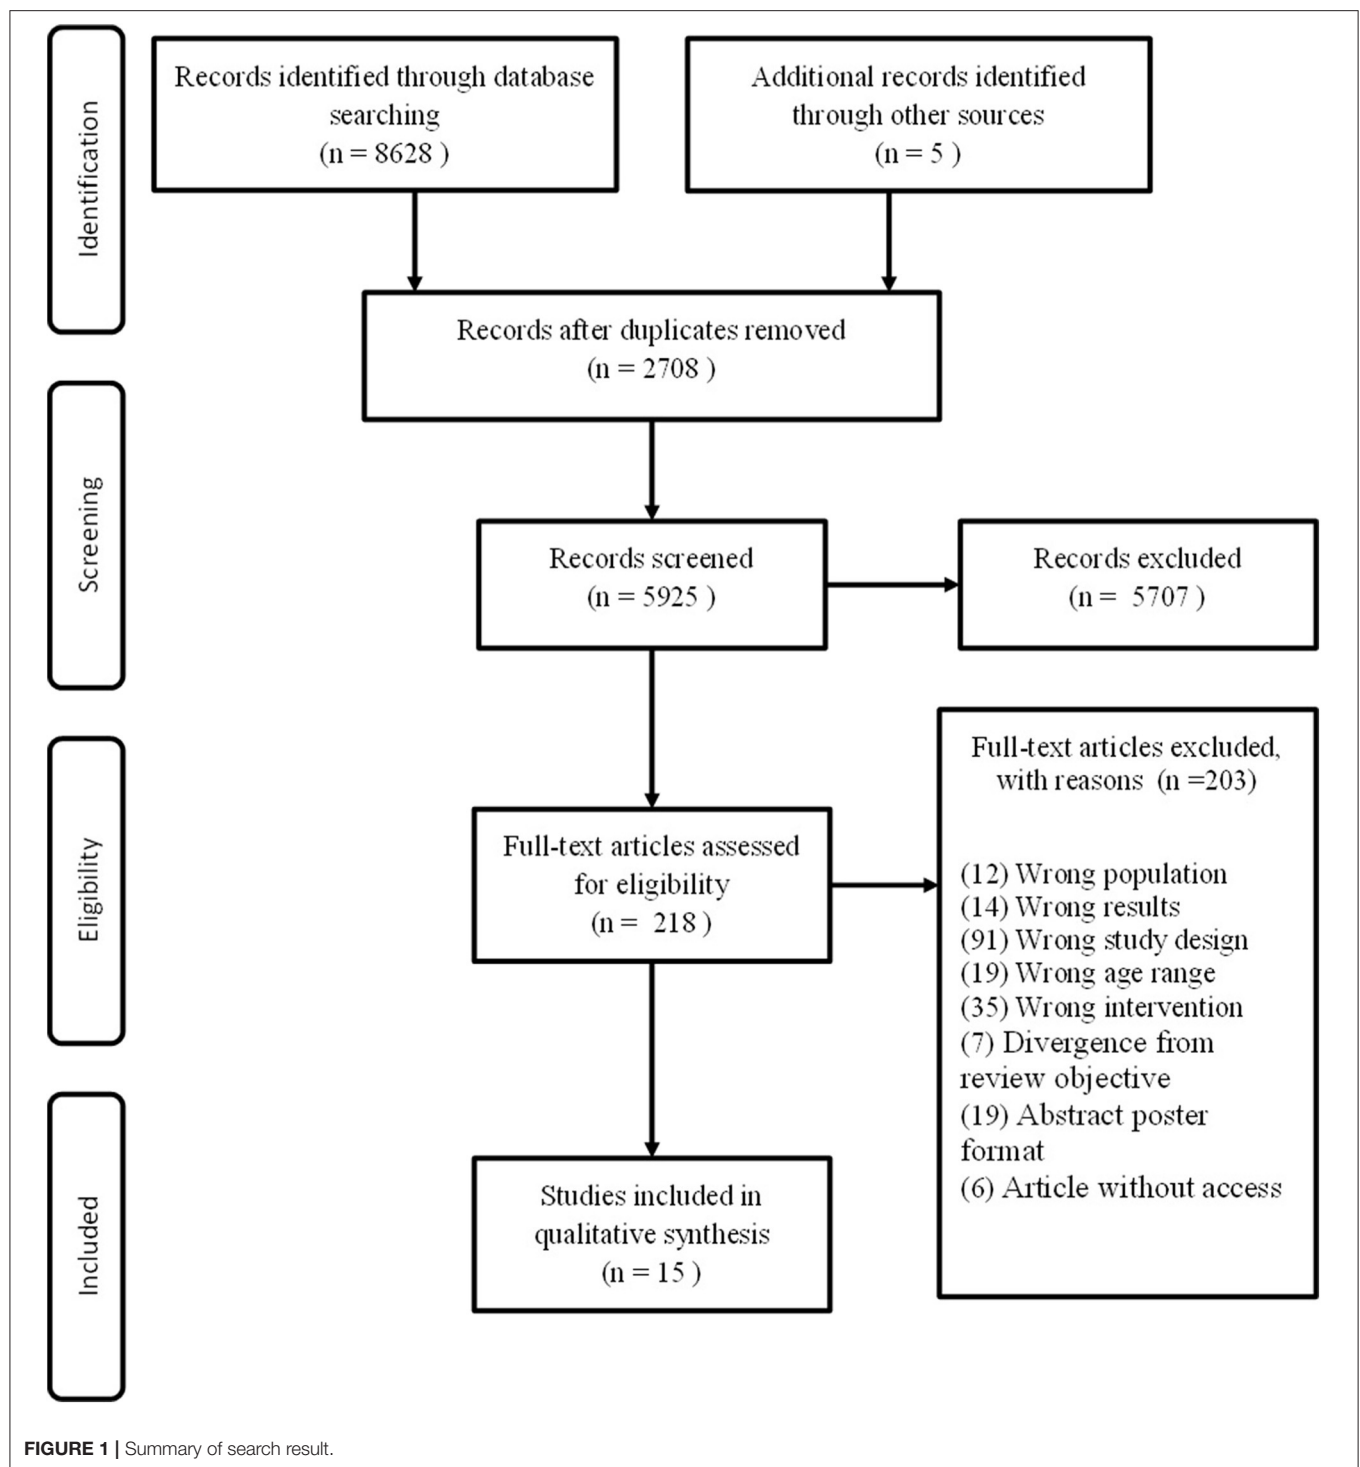 Identification
Records identified through database
searching
(n = 8628 )
Additional records identified
through other sources
(n = 5 )
Records after duplicates removed
(n = 2708 )
Screening
Records screened
(n = 5925 )
Records excluded
(n =  5707 )
Eligibility
Full-text articles assessed
for eligibility
(n =  218 )
Full-text articles excluded,
with reasons  (n =203)
(12) Wrong population
(14) Wrong results
(91) Wrong study design
(19) Wrong age range
(35) Wrong intervention
(7) Divergence from
review objective
(19) Abstract poster
format
(6) Article without access
Included
Studies included in
qualitative synthesis
(n = 15 )
FIGURE 1 | Summary of search result.